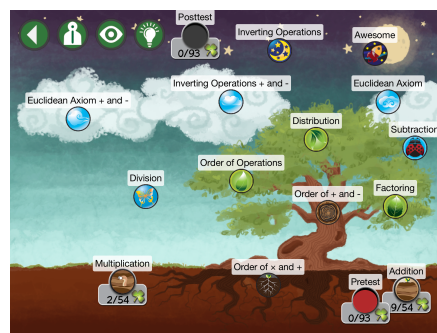 Posttest
0/93
Inverting Operations
Awesome
Euclidean Axiom + and -
Inverting Operations + and -
Euclidean Axiom
Distribution
Subtraction
Order of Operations
Division
Order of + and -
Factoring
Multiplication
2/54
Order of × and +
Pretest
0/93
Addition
9/54